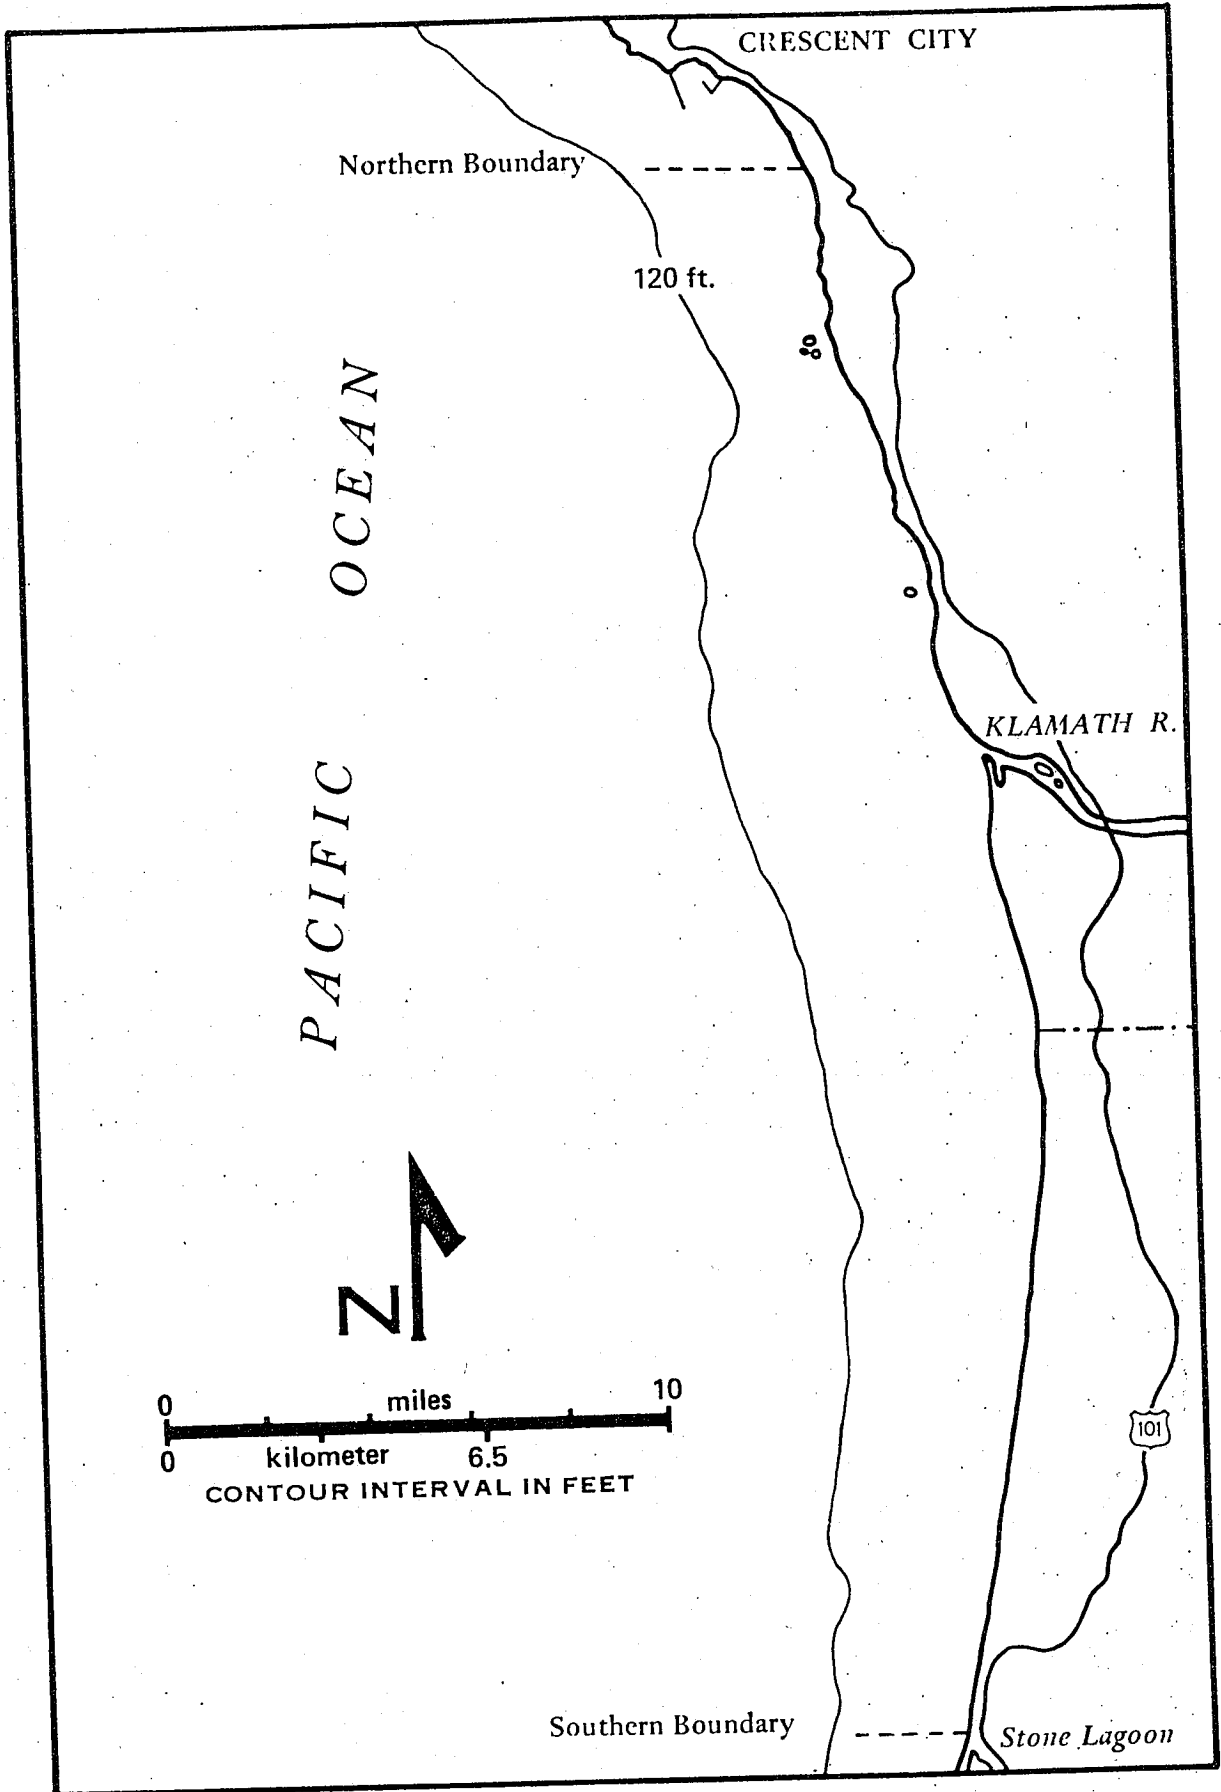 CRESCENT CITY
Northern Boundary
120 ft.
PACIFIC OCEAN
KLAMATH R.
N
0 miles 10
0 kilometer 6.5
CONTOUR INTERVAL IN FEET
101
Southern Boundary
Stone Lagoon